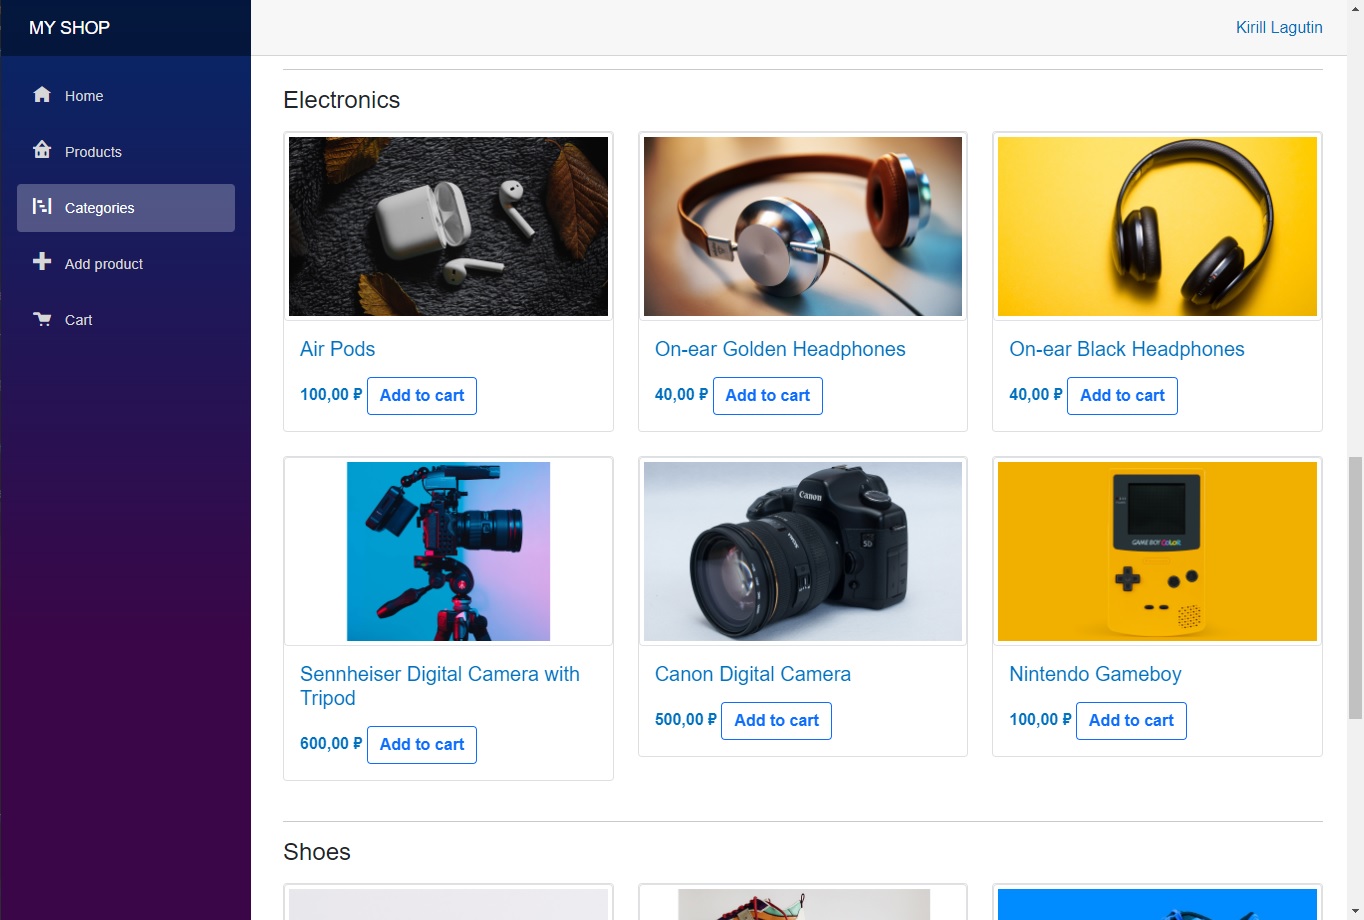 MY SHOP
Kirill Lagutin
Home
Products
Categories
Add product
Cart
Electronics
Air Pods
100,00 ₽ Add to cart
On-ear Golden Headphones
40,00 ₽ Add to cart
On-ear Black Headphones
40,00 ₽ Add to cart
Canon
5D
GAME BOY COLOR
Sennheiser Digital Camera with
Tripod
600,00 ₽ Add to cart
Canon Digital Camera
500,00 ₽ Add to cart
Nintendo Gameboy
100,00 ₽ Add to cart
Shoes